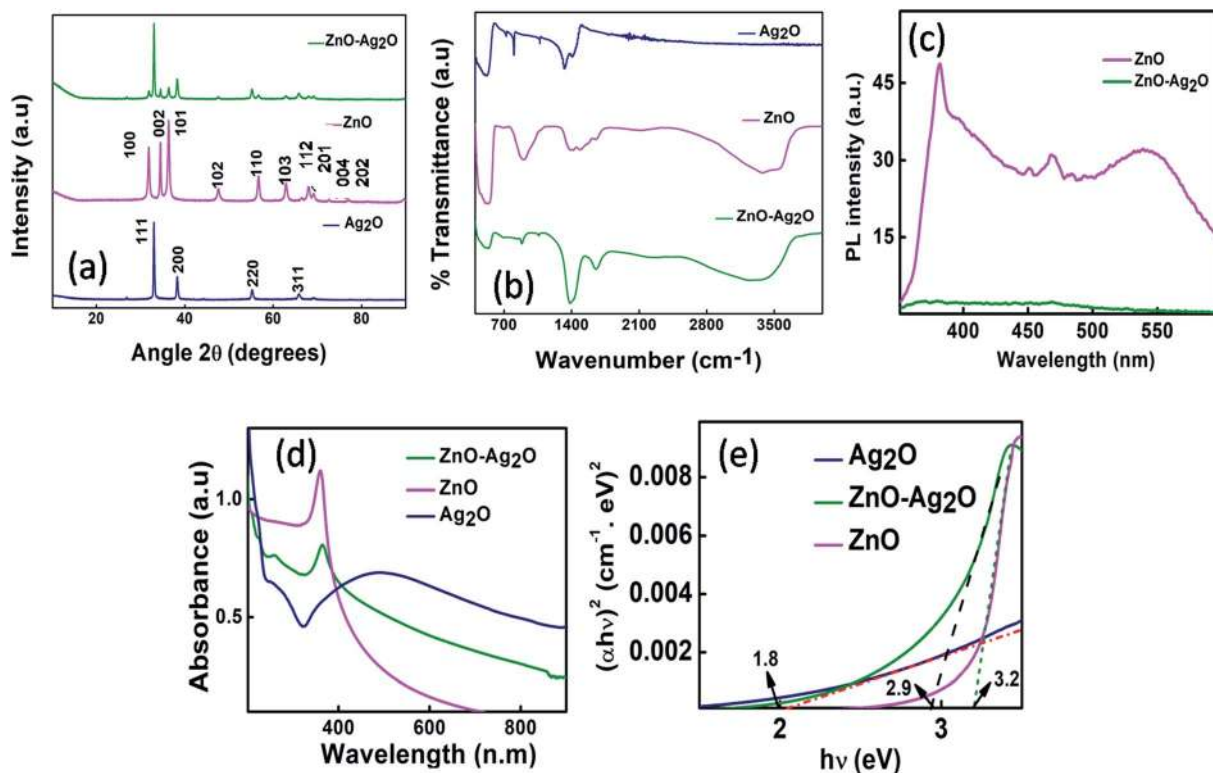 (a)
ZnO-Ag2O
ZnO
Ag2O
100
002
101
102
110
103
112
201
004
202
111
200
220
311
Intensity (a.u)
20 40 60 80
Angle 2θ (degrees)
(b)
Ag2O
ZnO
ZnO-Ag2O
% Transmittance (a.u)
700 1400 2100 2800 3500
Wavenumber (cm-1)
(c)
ZnO
ZnO-Ag2O
PL intensity (a.u.)
45
30
15
400 450 500 550
Wavelength (nm)
(d)
ZnO-Ag2O
ZnO
Ag2O
Absorbance (a.u)
1.0
0.5
400 600 800
Wavelength (n.m)
(e)
Ag2O
ZnO-Ag2O
ZnO
(αhν)² (cm⁻¹ . eV)²
0.008
0.006
0.004
0.002
1.8
2.9
3.2
2 3
hν (eV)